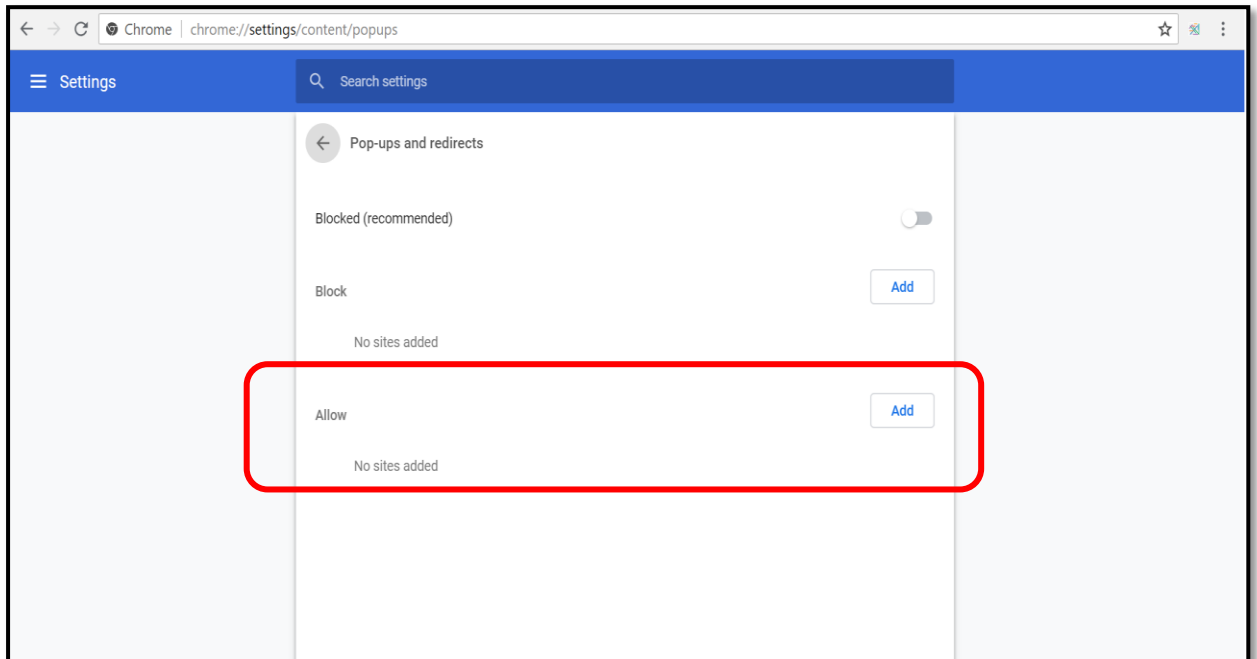 Chrome chrome://settings/content/popups
Settings Search settings
Pop-ups and redirects
Blocked (recommended)
Block Add
No sites added
Allow Add
No sites added